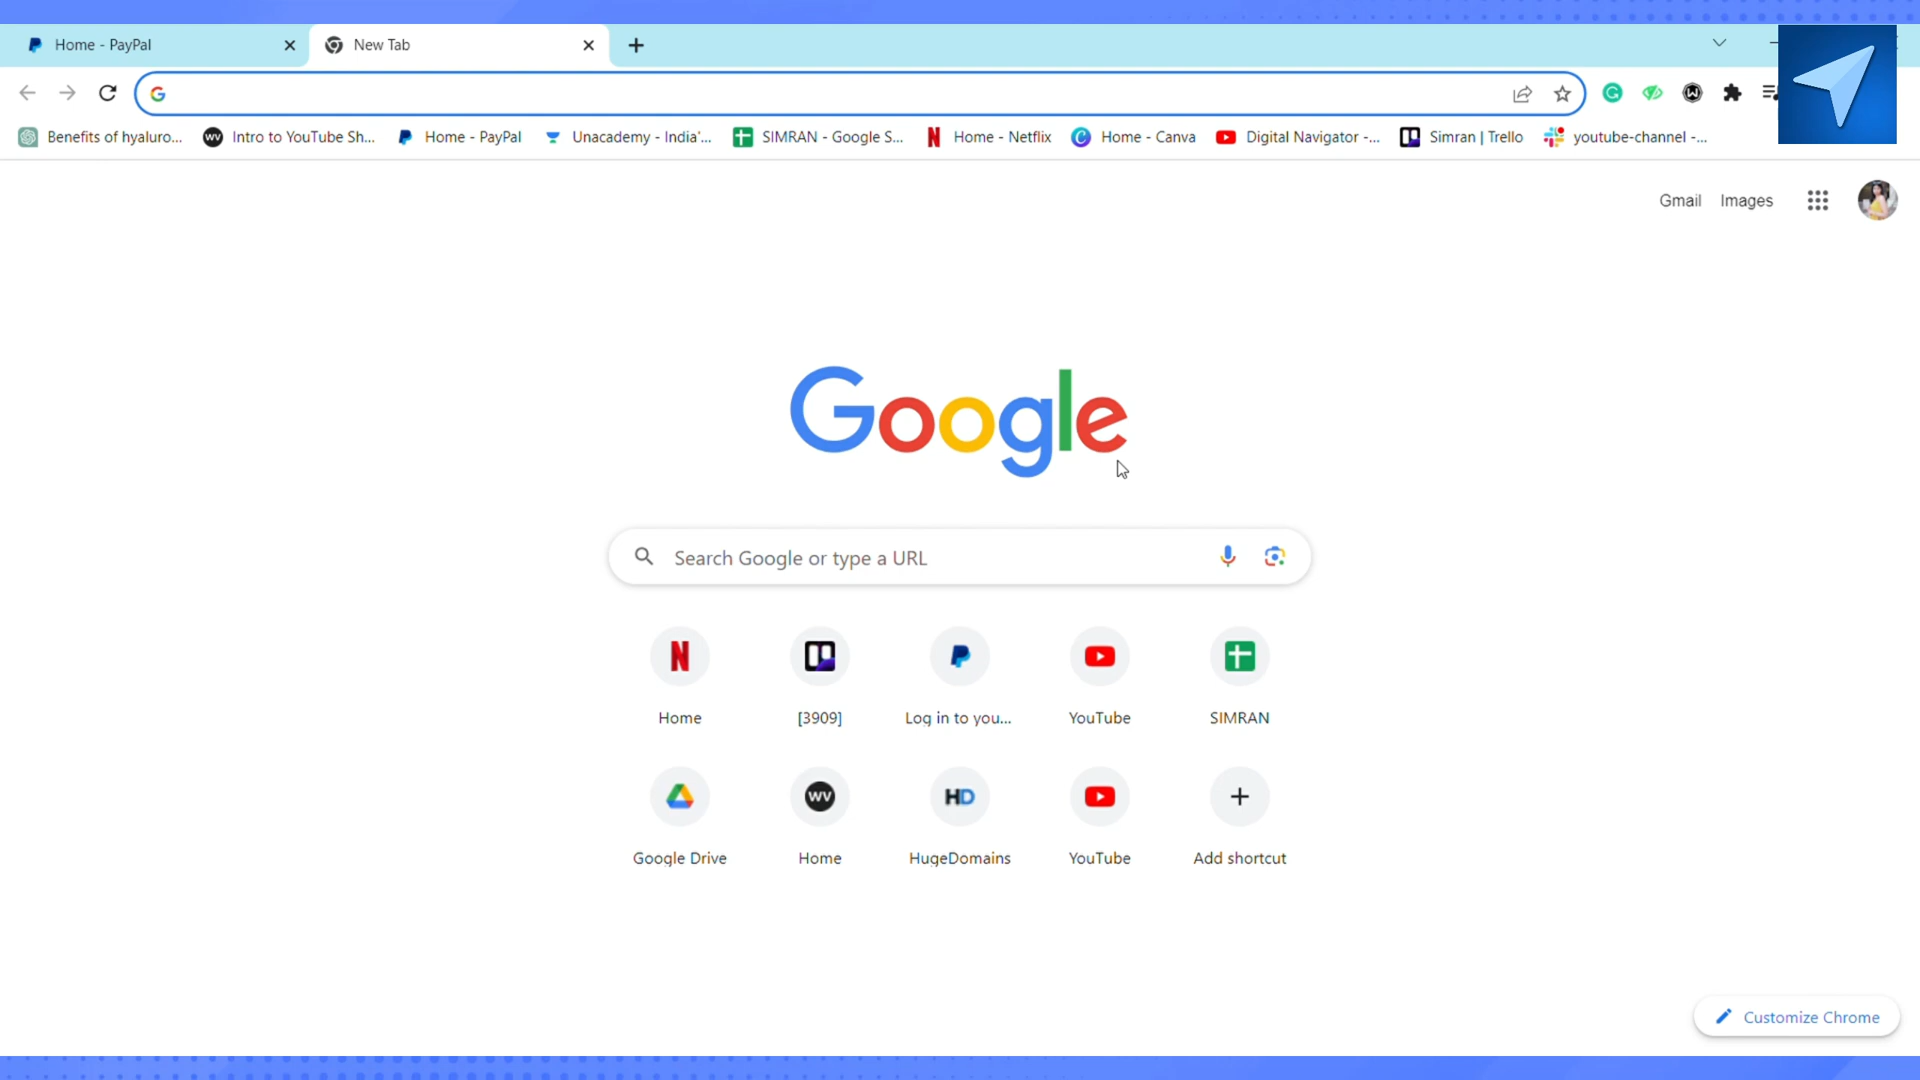 Home - PayPal
New Tab
Benefits of hyaluro...
Intro to YouTube Sh...
Home - PayPal
Unacademy - India'...
SIMRAN - Google S...
Home - Netflix
Home - Canva
Digital Navigator -...
Simran | Trello
youtube-channel -...
Gmail
Images
Google
Search Google or type a URL
Home
[3909]
Log in to you...
YouTube
SIMRAN
Google Drive
Home
HugeDomains
YouTube
Add shortcut
Customize Chrome